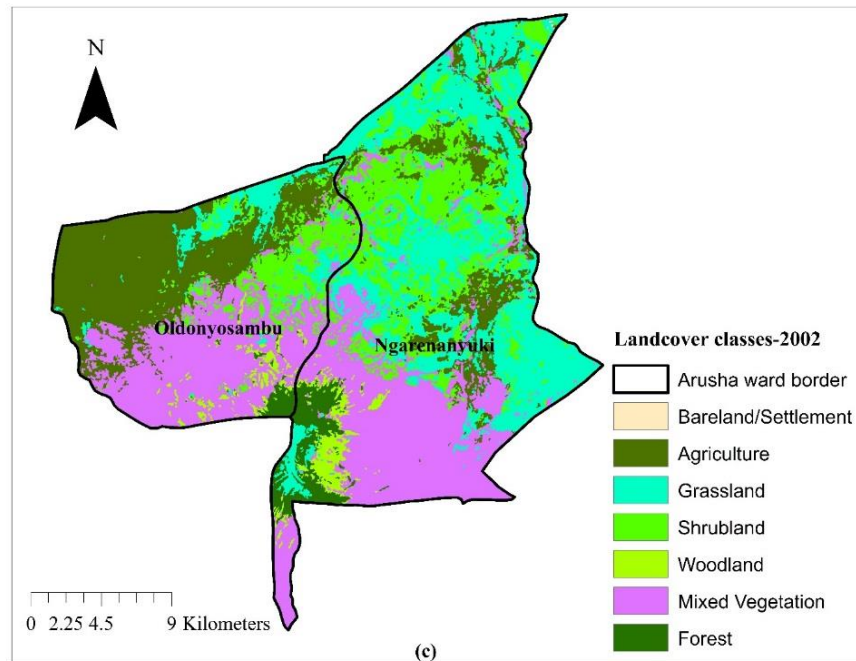 N
Oldonyosambu
Ngarenanyuki
Landcover classes-2002
Arusha ward border
Bareland/Settlement
Agriculture
Grassland
Shrubland
Woodland
Mixed Vegetation
Forest
0 2.25 4.5 9 Kilometers
(c)